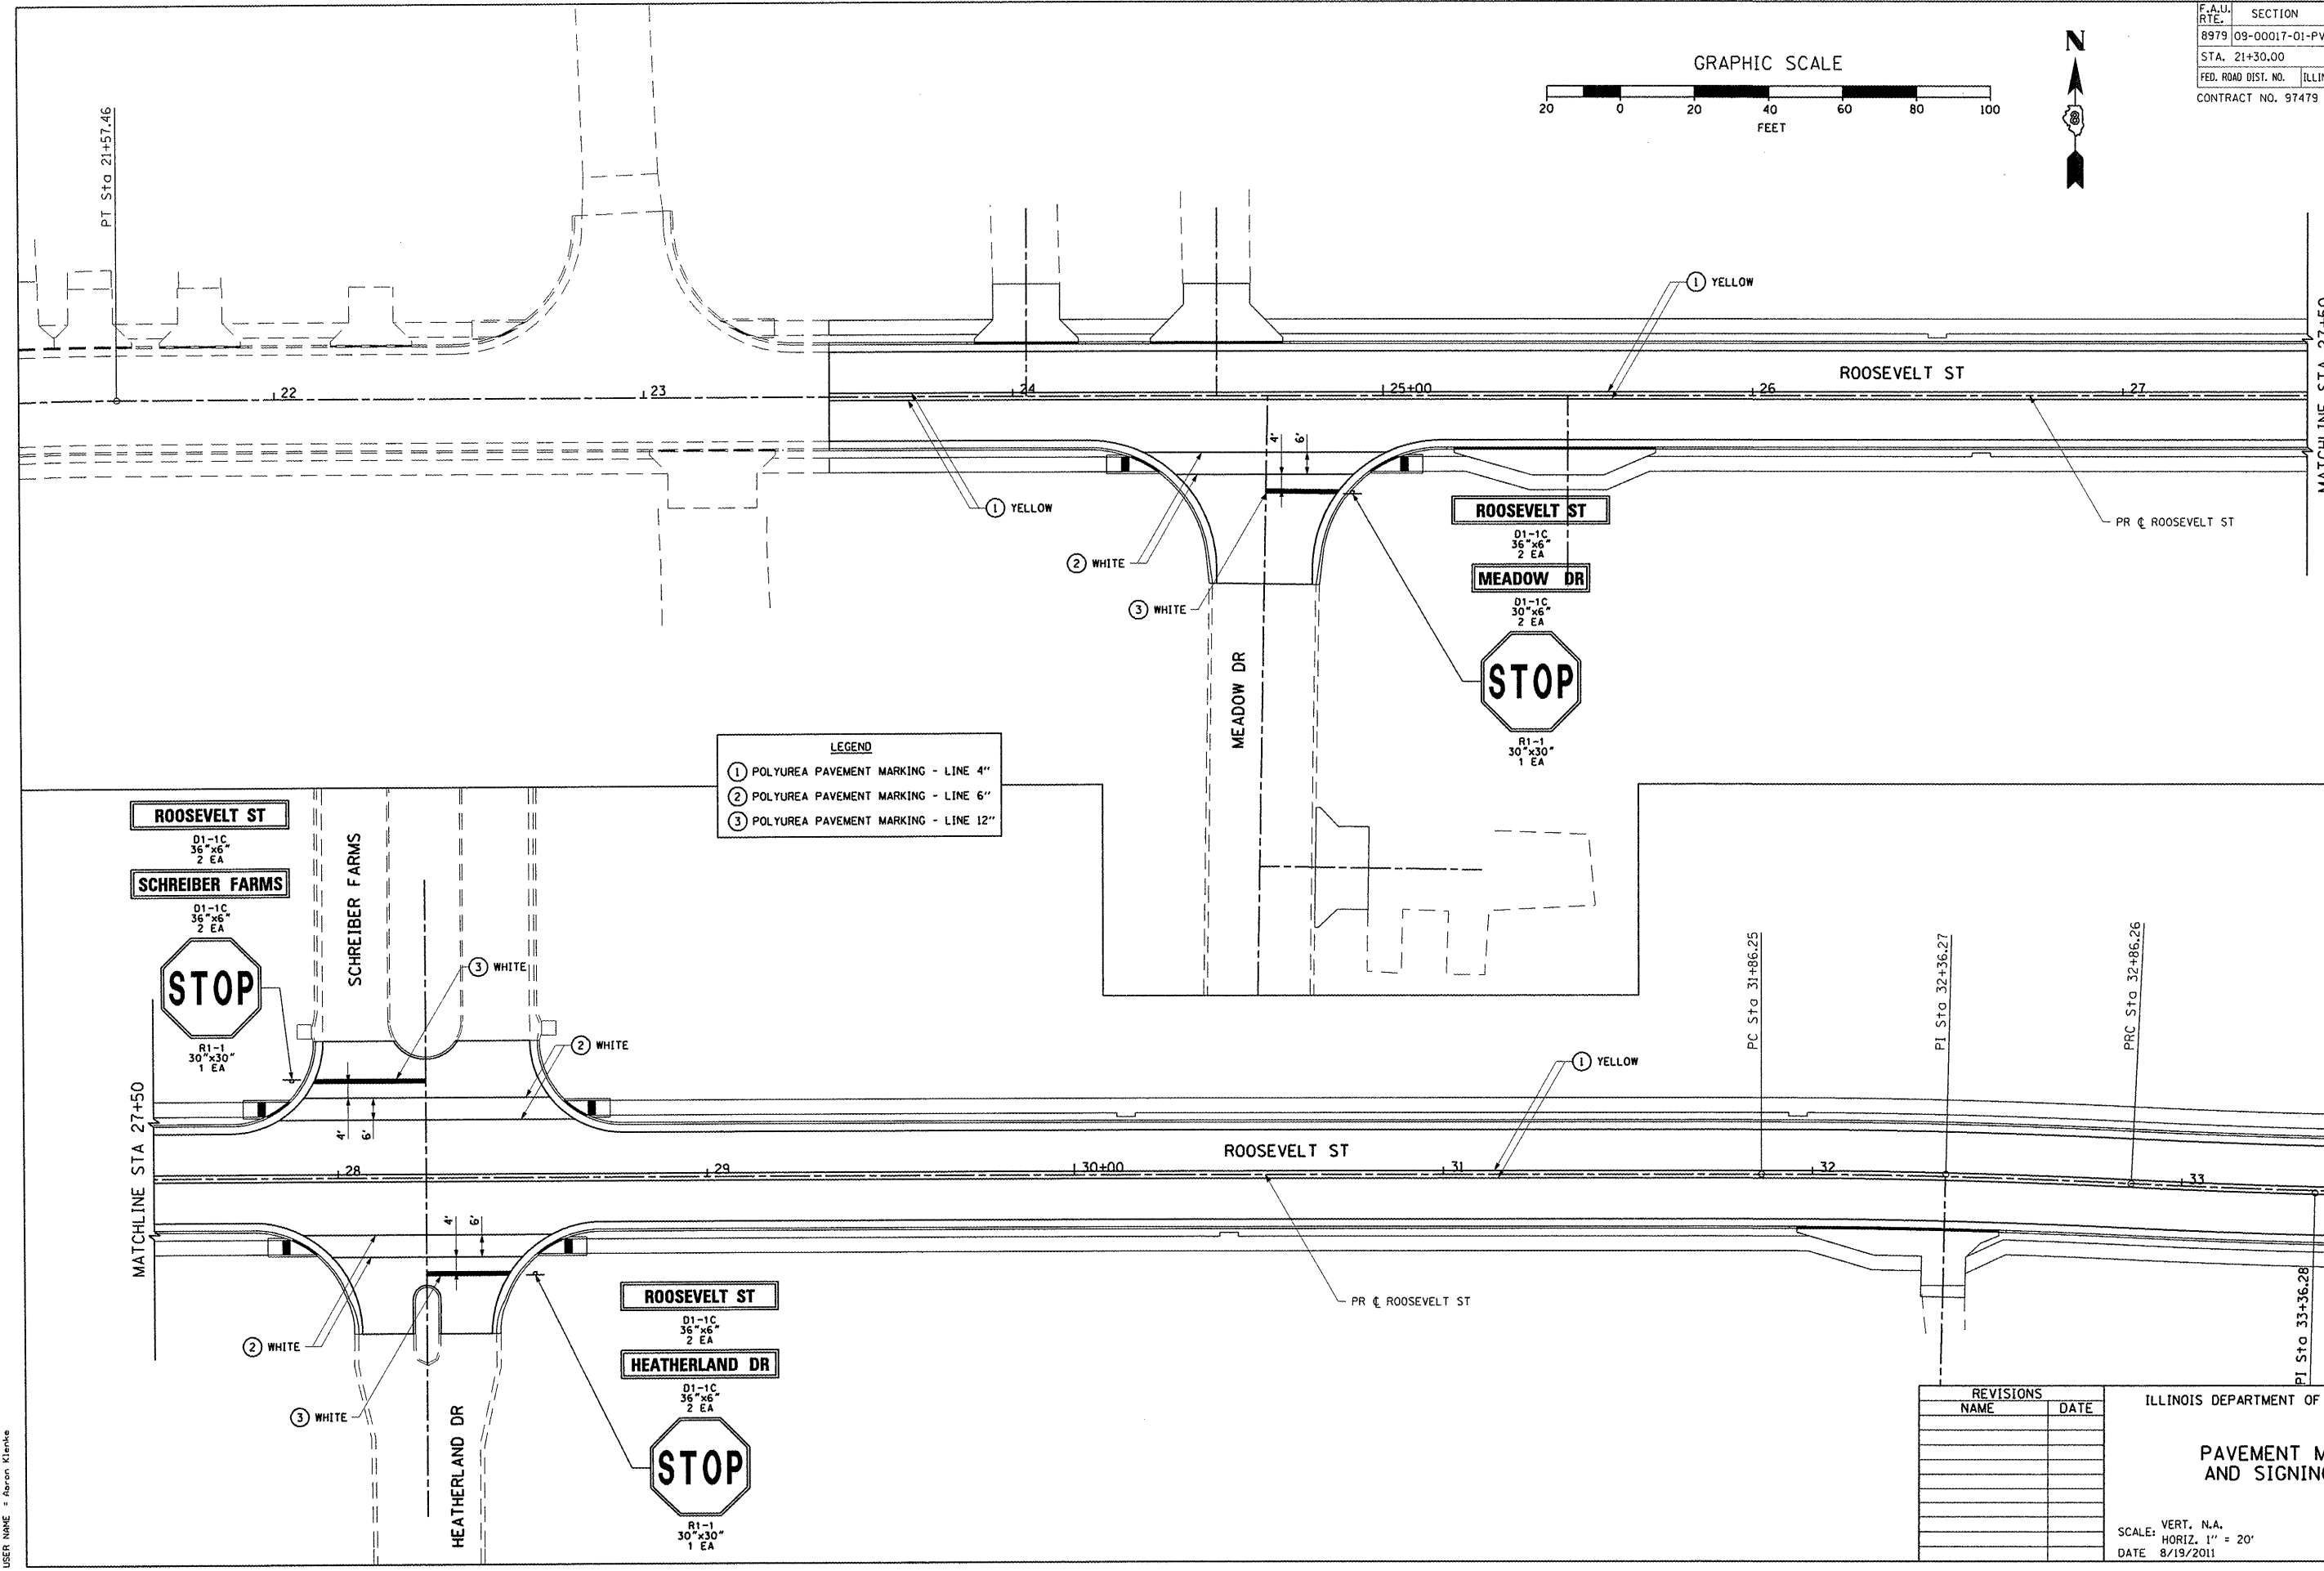 F.A.U. RTE. SECTION
8979 09-00017-01-PV
STA. 21+30.00
FED. ROAD DIST. NO. ILLIN
CONTRACT NO. 97479
N
GRAPHIC SCALE
20 0 20 40 60 80 100
FEET
PT Sta 21+57.46
1 YELLOW
ROOSEVELT ST
22 23 24 25+00 26 27
MATCHLINE STA 27+50
4' 6'
1 YELLOW
PR ℄ ROOSEVELT ST
2 WHITE
3 WHITE
MEADOW DR
ROOSEVELT ST
D1-1C
36"x6"
2 EA
MEADOW DR
D1-1C
30"x6"
2 EA
STOP
R1-1
30"x30"
1 EA
LEGEND
1 POLYUREA PAVEMENT MARKING - LINE 4"
2 POLYUREA PAVEMENT MARKING - LINE 6"
3 POLYUREA PAVEMENT MARKING - LINE 12"
ROOSEVELT ST
D1-1C
36"x6"
2 EA
SCHREIBER FARMS
D1-1C
36"x6"
2 EA
STOP
R1-1
30"x30"
1 EA
SCHREIBER FARMS
3 WHITE
2 WHITE
4' 6'
MATCHLINE STA 27+50
1 YELLOW
PC Sta 31+86.25
PI Sta 32+36.27
PRC Sta 32+86.26
ROOSEVELT ST
28 29 30+00 31 32 33
4' 6'
PR ℄ ROOSEVELT ST
PI Sta 33+36.28
2 WHITE
3 WHITE
HEATHERLAND DR
ROOSEVELT ST
D1-1C
36"x6"
2 EA
HEATHERLAND DR
D1-1C
36"x6"
2 EA
STOP
R1-1
30"x30"
1 EA
REVISIONS
NAME DATE
ILLINOIS DEPARTMENT OF
PAVEMENT M
AND SIGNING
SCALE: VERT. N.A.
HORIZ. 1" = 20'
DATE 8/19/2011
USER NAME = Aaron Klenke